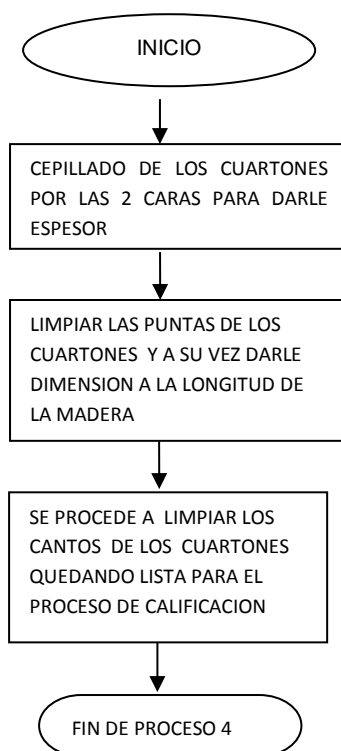 INICIO
CEPILLADO DE LOS CUARTONES
POR LAS 2 CARAS PARA DARLE
ESPESOR
LIMPIAR LAS PUNTAS DE LOS
CUARTONES Y A SU VEZ DARLE
DIMENSION A LA LONGITUD DE
LA MADERA
SE PROCEDE A LIMPIAR LOS
CANTOS DE LOS CUARTONES
QUEDANDO LISTA PARA EL
PROCESO DE CALIFICACION
FIN DE PROCESO 4